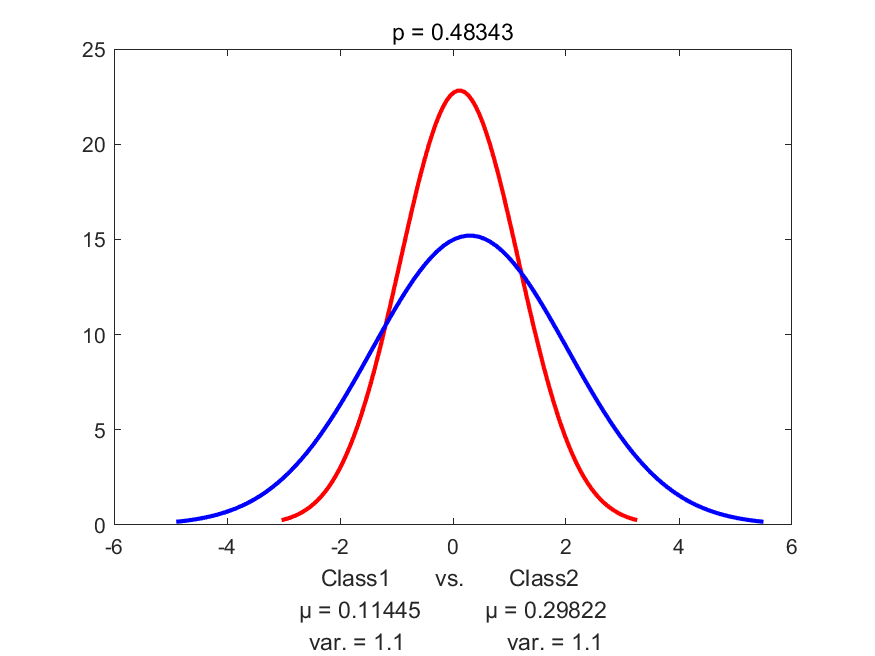 p = 0.48343
25
20
15
10
5
0
-6 -4 -2 0 2 4 6
Class1 vs. Class2
μ = 0.11445 μ = 0.29822
var. = 1.1 var. = 1.1